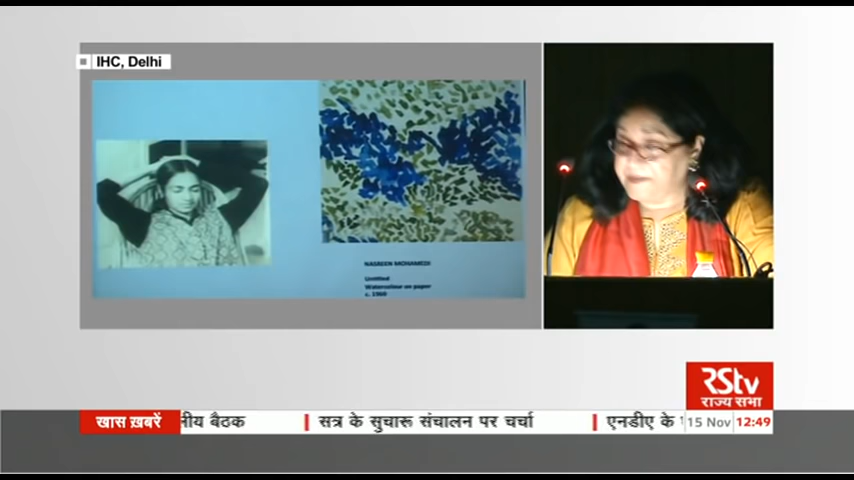 IHC, Delhi
NASREEN MOHAMEDI
Untitled
Watercolour on paper
c. 1960
RStv
राज्य सभा
खास ख़बरें
नीय बैठक
सत्र के सुचारू संचालन पर चर्चा
एनडीए के
15 Nov
12:49